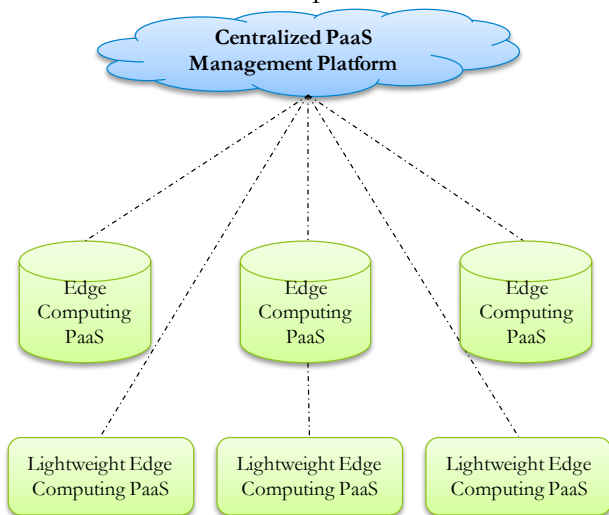 Centralized PaaS
Management Platform
Edge
Computing
PaaS
Edge
Computing
PaaS
Edge
Computing
PaaS
Lightweight Edge
Computing PaaS
Lightweight Edge
Computing PaaS
Lightweight Edge
Computing PaaS